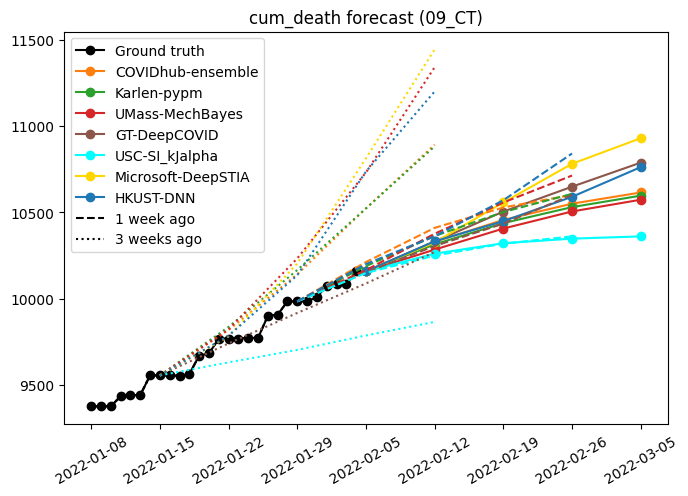 cum_death forecast (09_CT)
11500
11000
10500
10000
9500
Ground truth
COVIDhub-ensemble
Karlen-pypm
UMass-MechBayes
GT-DeepCOVID
USC-SI_kJalpha
Microsoft-DeepSTIA
HKUST-DNN
1 week ago
3 weeks ago
2022-01-08
2022-01-15
2022-01-22
2022-01-29
2022-02-05
2022-02-12
2022-02-19
2022-02-26
2022-03-05